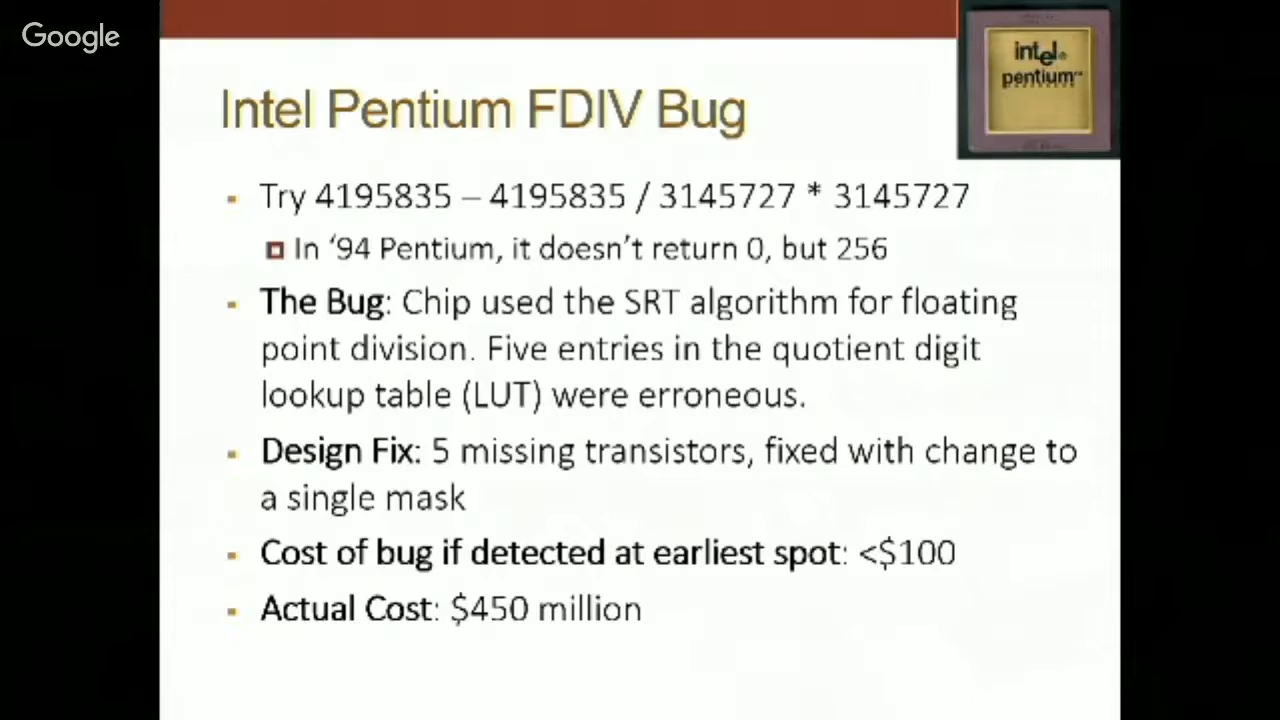 Google
intel®
pentium™
Intel Pentium FDIV Bug
Try 4195835 – 4195835 / 3145727 * 3145727
In ‘94 Pentium, it doesn’t return 0, but 256
The Bug: Chip used the SRT algorithm for floating
point division. Five entries in the quotient digit
lookup table (LUT) were erroneous.
Design Fix: 5 missing transistors, fixed with change to
a single mask
Cost of bug if detected at earliest spot: <$100
Actual Cost: $450 million